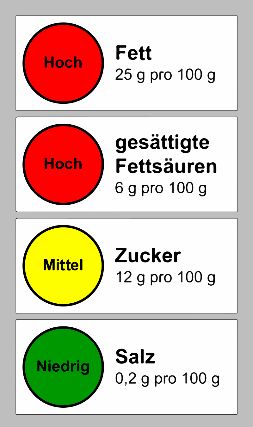 Hoch
Fett
25 g pro 100 g
Hoch
gesättigte
Fettsäuren
6 g pro 100 g
Mittel
Zucker
12 g pro 100 g
Niedrig
Salz
0,2 g pro 100 g